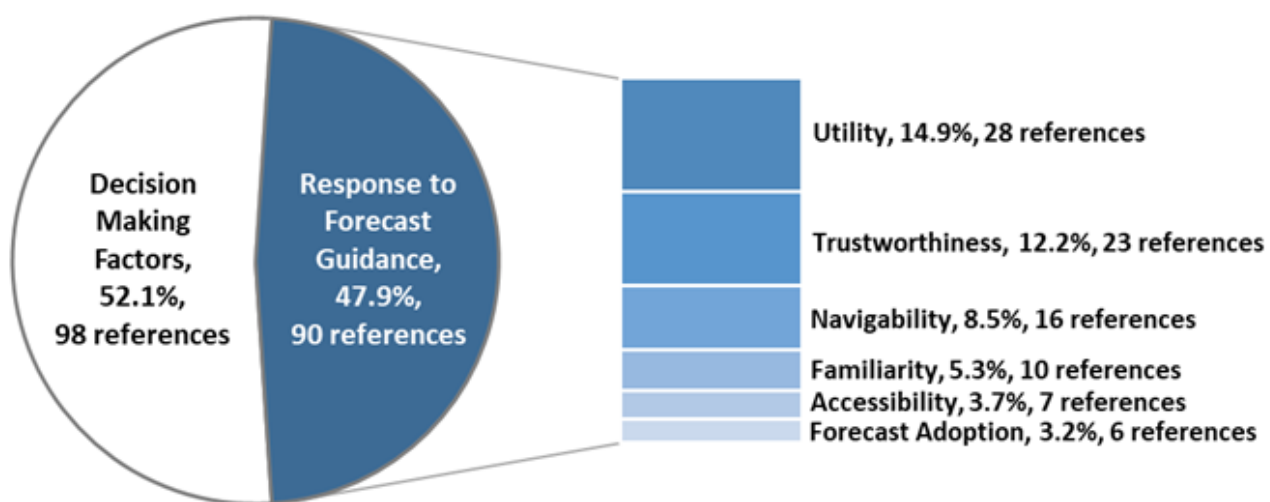 Decision
Making
Factors,
52.1%,
98 references
Response to
Forecast
Guidance,
47.9%,
90 references
Utility, 14.9%, 28 references
Trustworthiness, 12.2%, 23 references
Navigability, 8.5%, 16 references
Familiarity, 5.3%, 10 references
Accessibility, 3.7%, 7 references
Forecast Adoption, 3.2%, 6 references